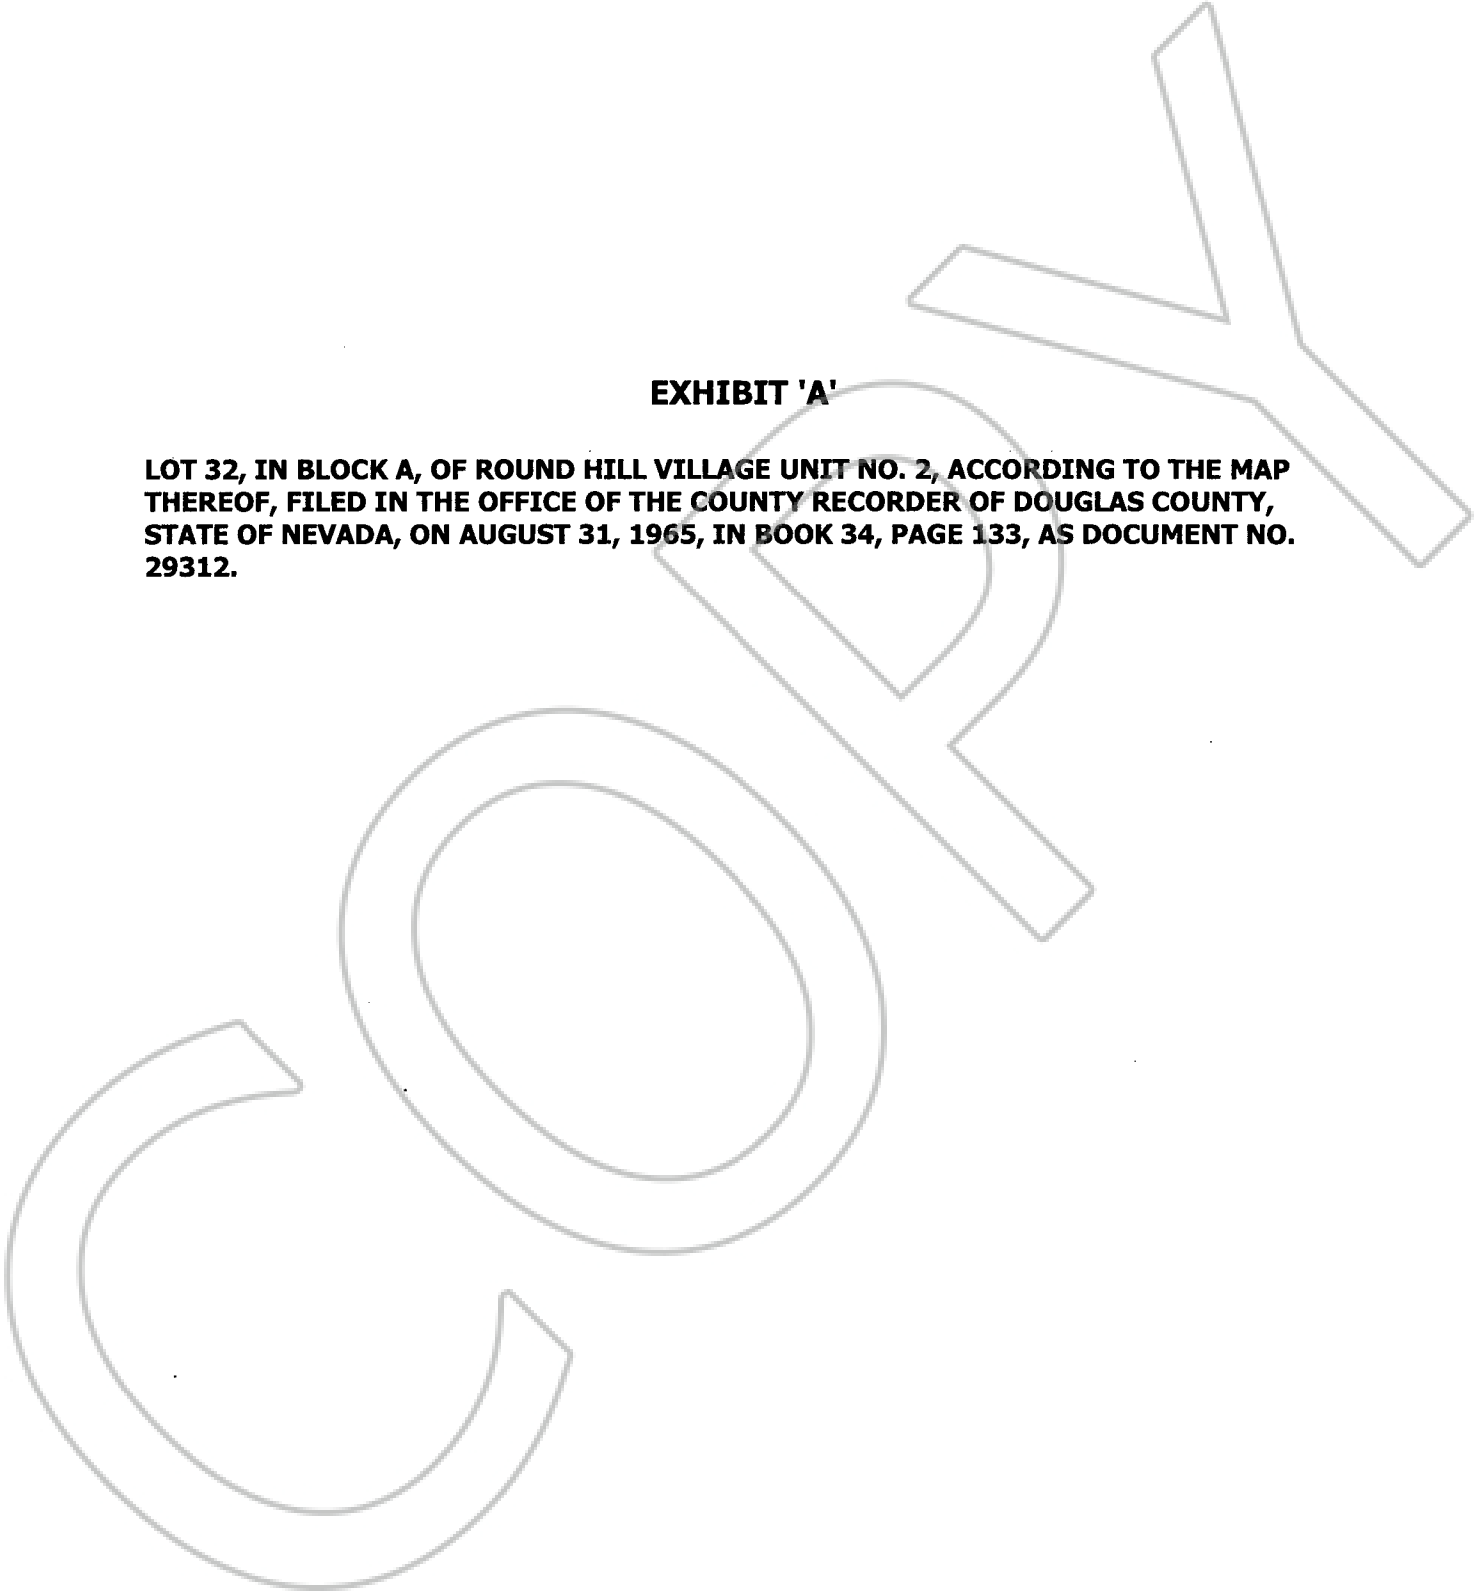 EXHIBIT 'A'
LOT 32, IN BLOCK A, OF ROUND HILL VILLAGE UNIT NO. 2, ACCORDING TO THE MAP
THEREOF, FILED IN THE OFFICE OF THE COUNTY RECORDER OF DOUGLAS COUNTY,
STATE OF NEVADA, ON AUGUST 31, 1965, IN BOOK 34, PAGE 133, AS DOCUMENT NO.
29312.
COPY